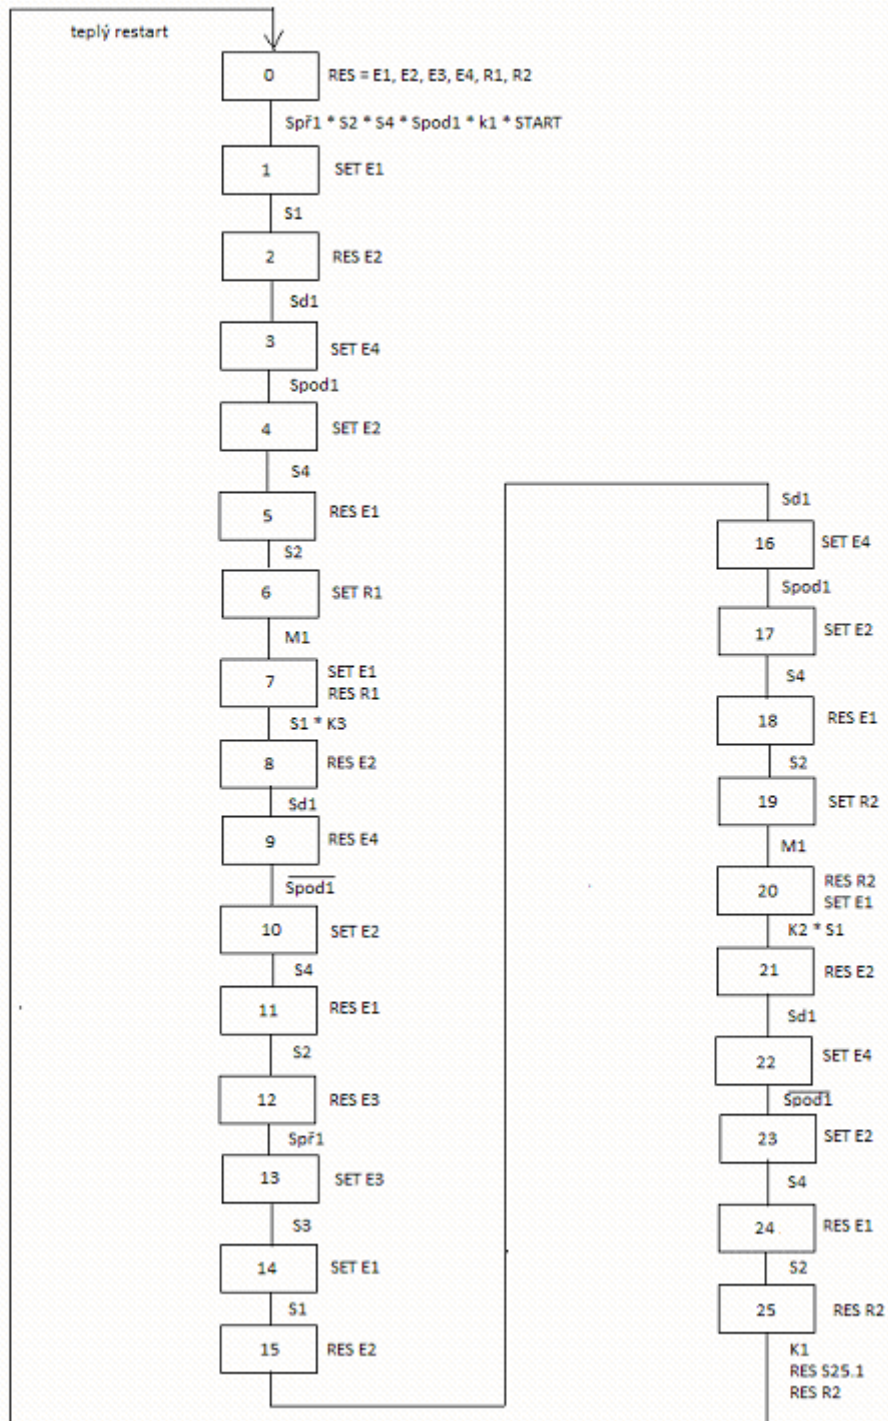 teplý restart
0
RES = E1, E2, E3, E4, R1, R2
Spř1 * S2 * S4 * Spod1 * k1 * START
1
SET E1
S1
2
RES E2
Sd1
3
SET E4
Spod1
4
SET E2
S4
5
RES E1
S2
6
SET R1
M1
7
SET E1
RES R1
S1 * K3
8
RES E2
Sd1
9
RES E4
S̅p̅o̅d̅1̅
10
SET E2
S4
11
RES E1
S2
12
RES E3
Spř1
13
SET E3
S3
14
SET E1
S1
15
RES E2
Sd1
16
SET E4
Spod1
17
SET E2
S4
18
RES E1
S2
19
SET R2
M1
20
RES R2
SET E1
K2 * S1
21
RES E2
Sd1
22
SET E4
S̅p̅o̅d̅1̅
23
SET E2
S4
24
RES E1
S2
25
RES R2
K1
RES S25.1
RES R2